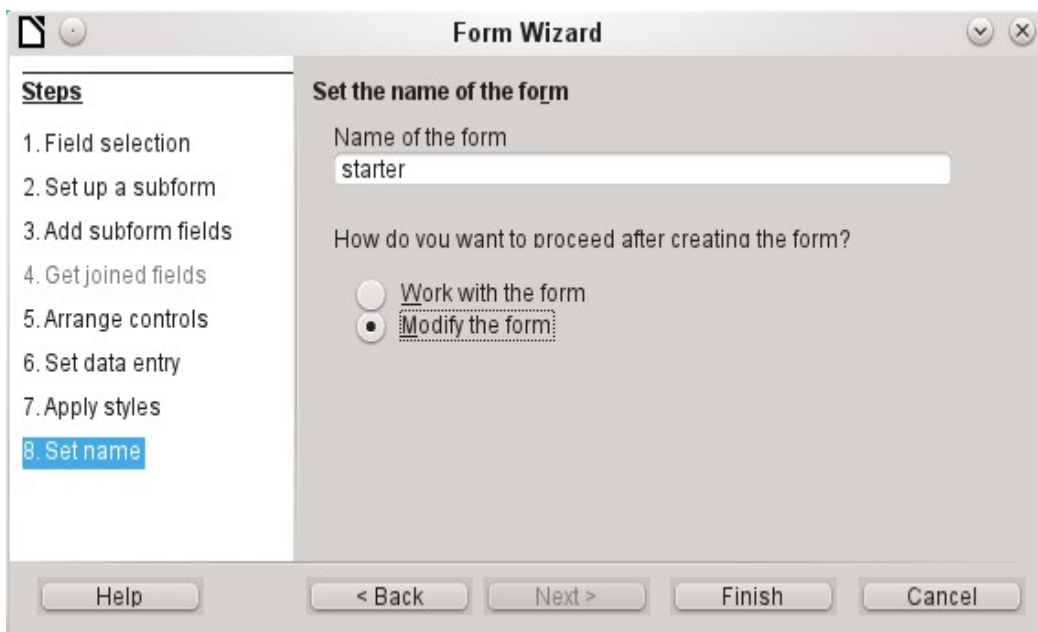 Form Wizard
Steps
1. Field selection
2. Set up a subform
3. Add subform fields
4. Get joined fields
5. Arrange controls
6. Set data entry
7. Apply styles
8. Set name
Set the name of the form
Name of the form
starter
How do you want to proceed after creating the form?
Work with the form
Modify the form
Help
< Back
Next >
Finish
Cancel